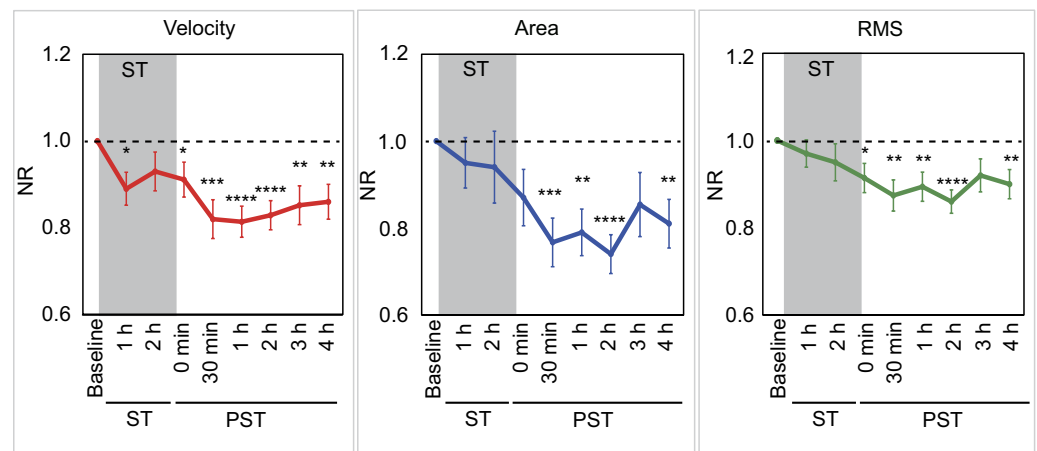 Velocity
1.2
1.0
0.8
0.6
NR
ST
*
*
***
****
****
**
**
Baseline
1 h
2 h
0 min
30 min
1 h
2 h
3 h
4 h
ST
PST
Area
1.2
1.0
0.8
0.6
NR
ST
***
**
****
**
Baseline
1 h
2 h
0 min
30 min
1 h
2 h
3 h
4 h
ST
PST
RMS
1.2
1.0
0.8
0.6
NR
ST
*
**
**
****
**
Baseline
1 h
2 h
0 min
30 min
1 h
2 h
3 h
4 h
ST
PST